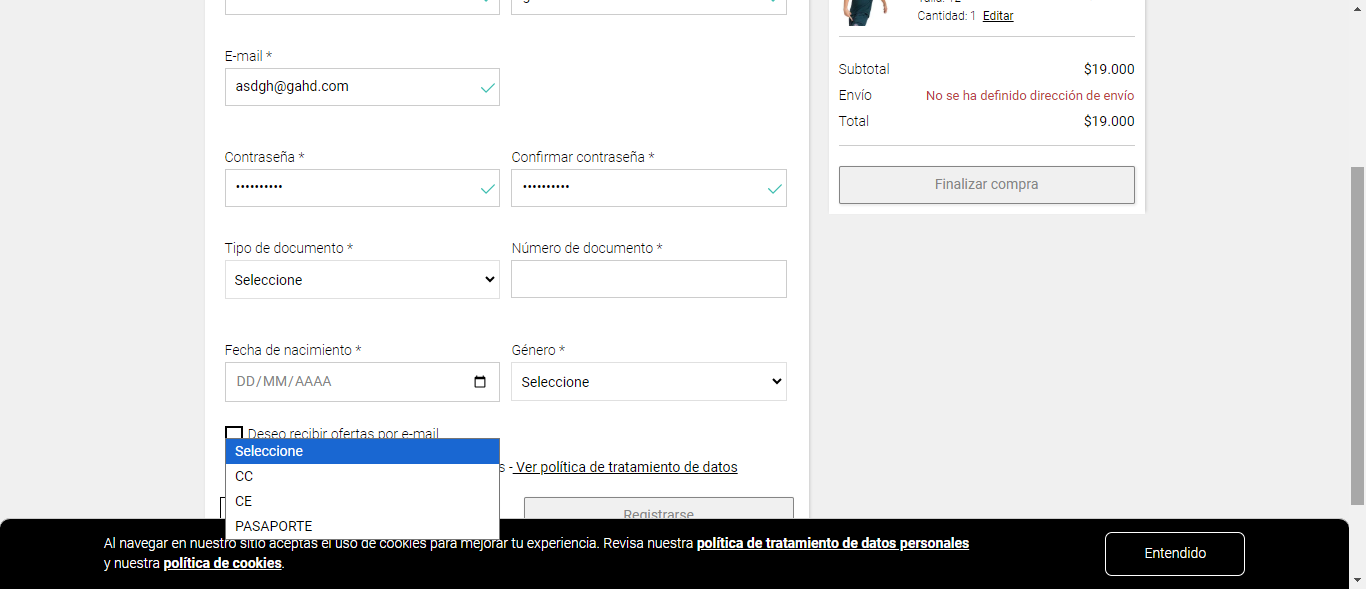 Cantidad: 1 Editar
E-mail *
asdgh@gahd.com
Contraseña *
Confirmar contraseña *
••••••••••
••••••••••
Tipo de documento *
Número de documento *
Seleccione
Fecha de nacimiento *
Género *
DD/MM/AAAA
Seleccione
Deseo recibir ofertas por e-mail
Seleccione
CC
CE
PASAPORTE
s - Ver política de tratamiento de datos
Registrarse
Subtotal
$19.000
Envío
No se ha definido dirección de envío
Total
$19.000
Finalizar compra
Al navegar en nuestro sitio aceptas el uso de cookies para mejorar tu experiencia. Revisa nuestra política de tratamiento de datos personales
y nuestra política de cookies.
Entendido